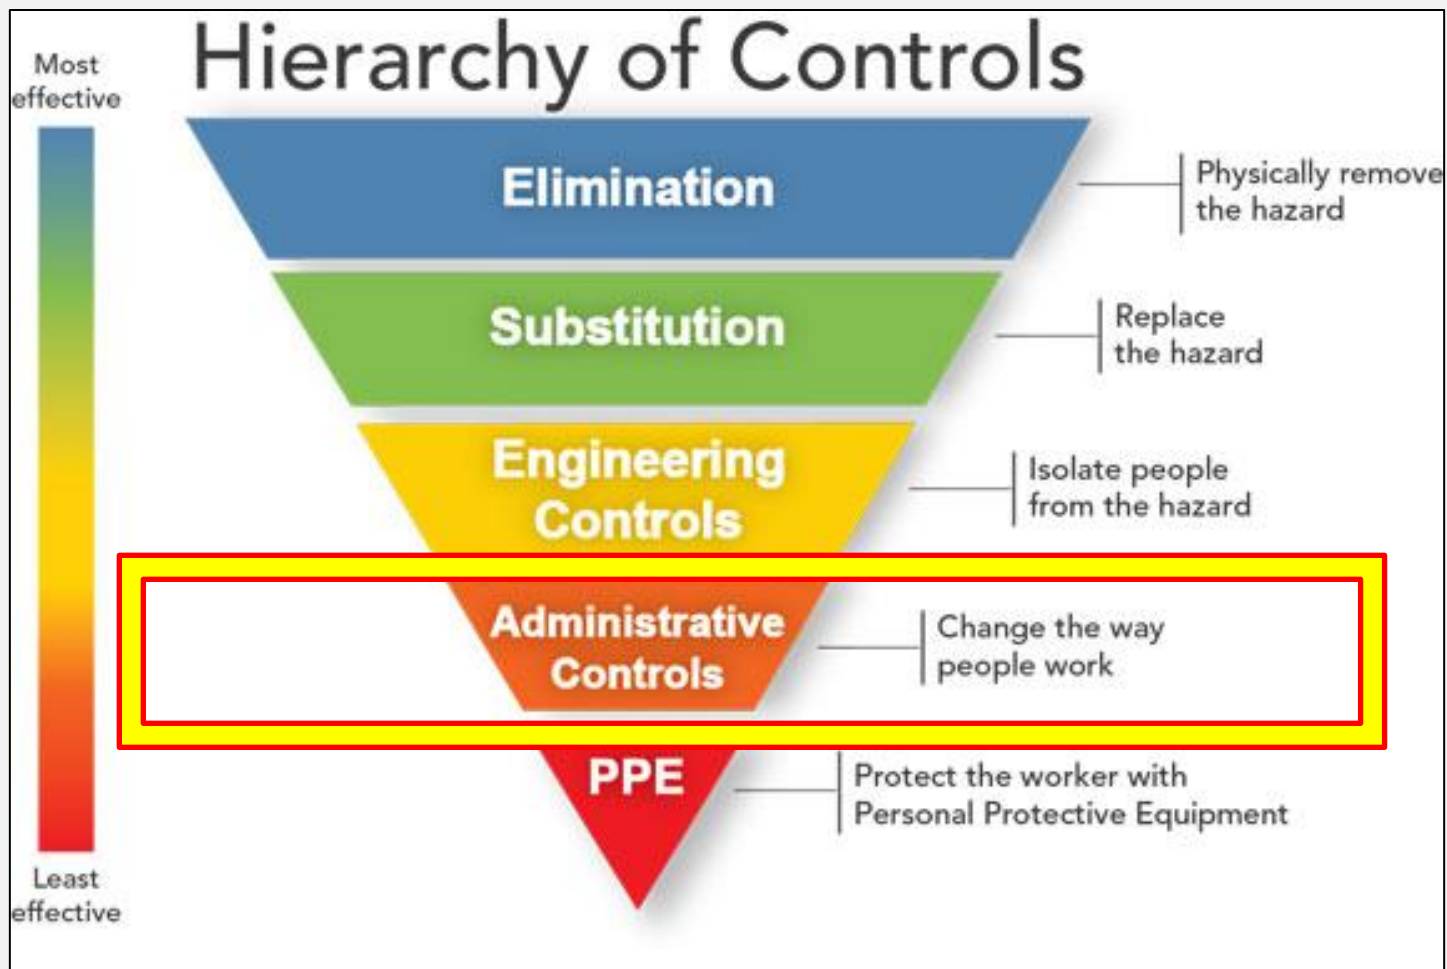 Hierarchy of Controls
Most
effective
Elimination
Physically remove
the hazard
Substitution
Replace
the hazard
Engineering
Controls
Isolate people
from the hazard
Administrative
Controls
Change the way
people work
PPE
Protect the worker with
Personal Protective Equipment
Least
effective